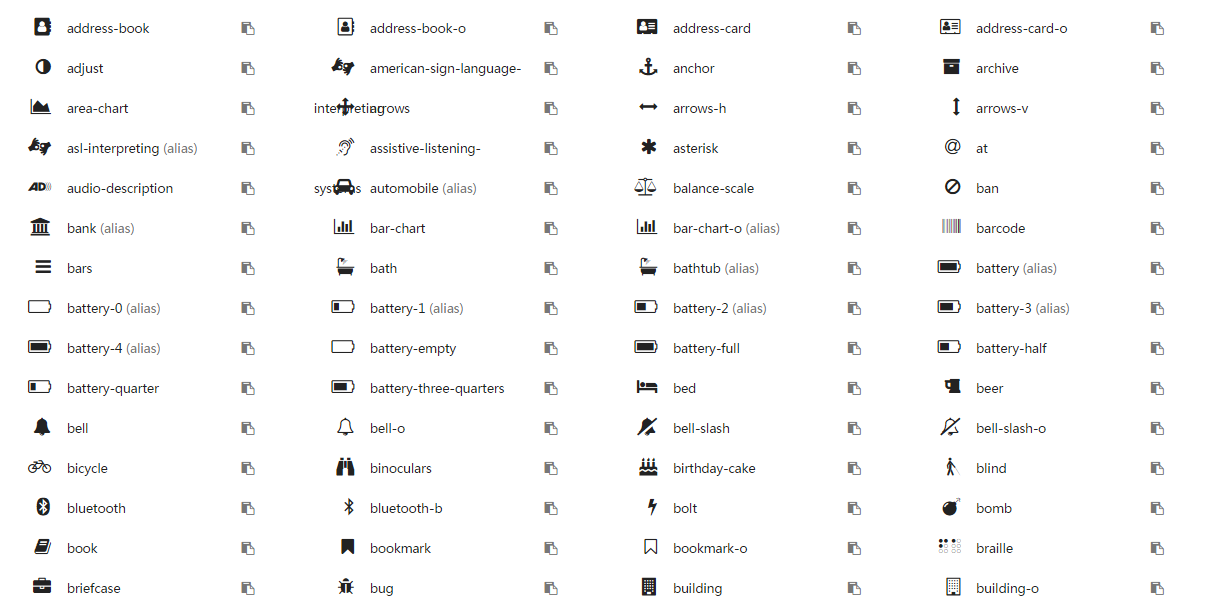 address-book
address-book-o
address-card
address-card-o
adjust
american-sign-language-
interpreting
anchor
archive
area-chart
arrows
arrows-h
arrows-v
asl-interpreting (alias)
assistive-listening-
systems
asterisk
at
audio-description
automobile (alias)
balance-scale
ban
bank (alias)
bar-chart
bar-chart-o (alias)
barcode
bars
bath
bathtub (alias)
battery (alias)
battery-0 (alias)
battery-1 (alias)
battery-2 (alias)
battery-3 (alias)
battery-4 (alias)
battery-empty
battery-full
battery-half
battery-quarter
battery-three-quarters
bed
beer
bell
bell-o
bell-slash
bell-slash-o
bicycle
binoculars
birthday-cake
blind
bluetooth
bluetooth-b
bolt
bomb
book
bookmark
bookmark-o
braille
briefcase
bug
building
building-o